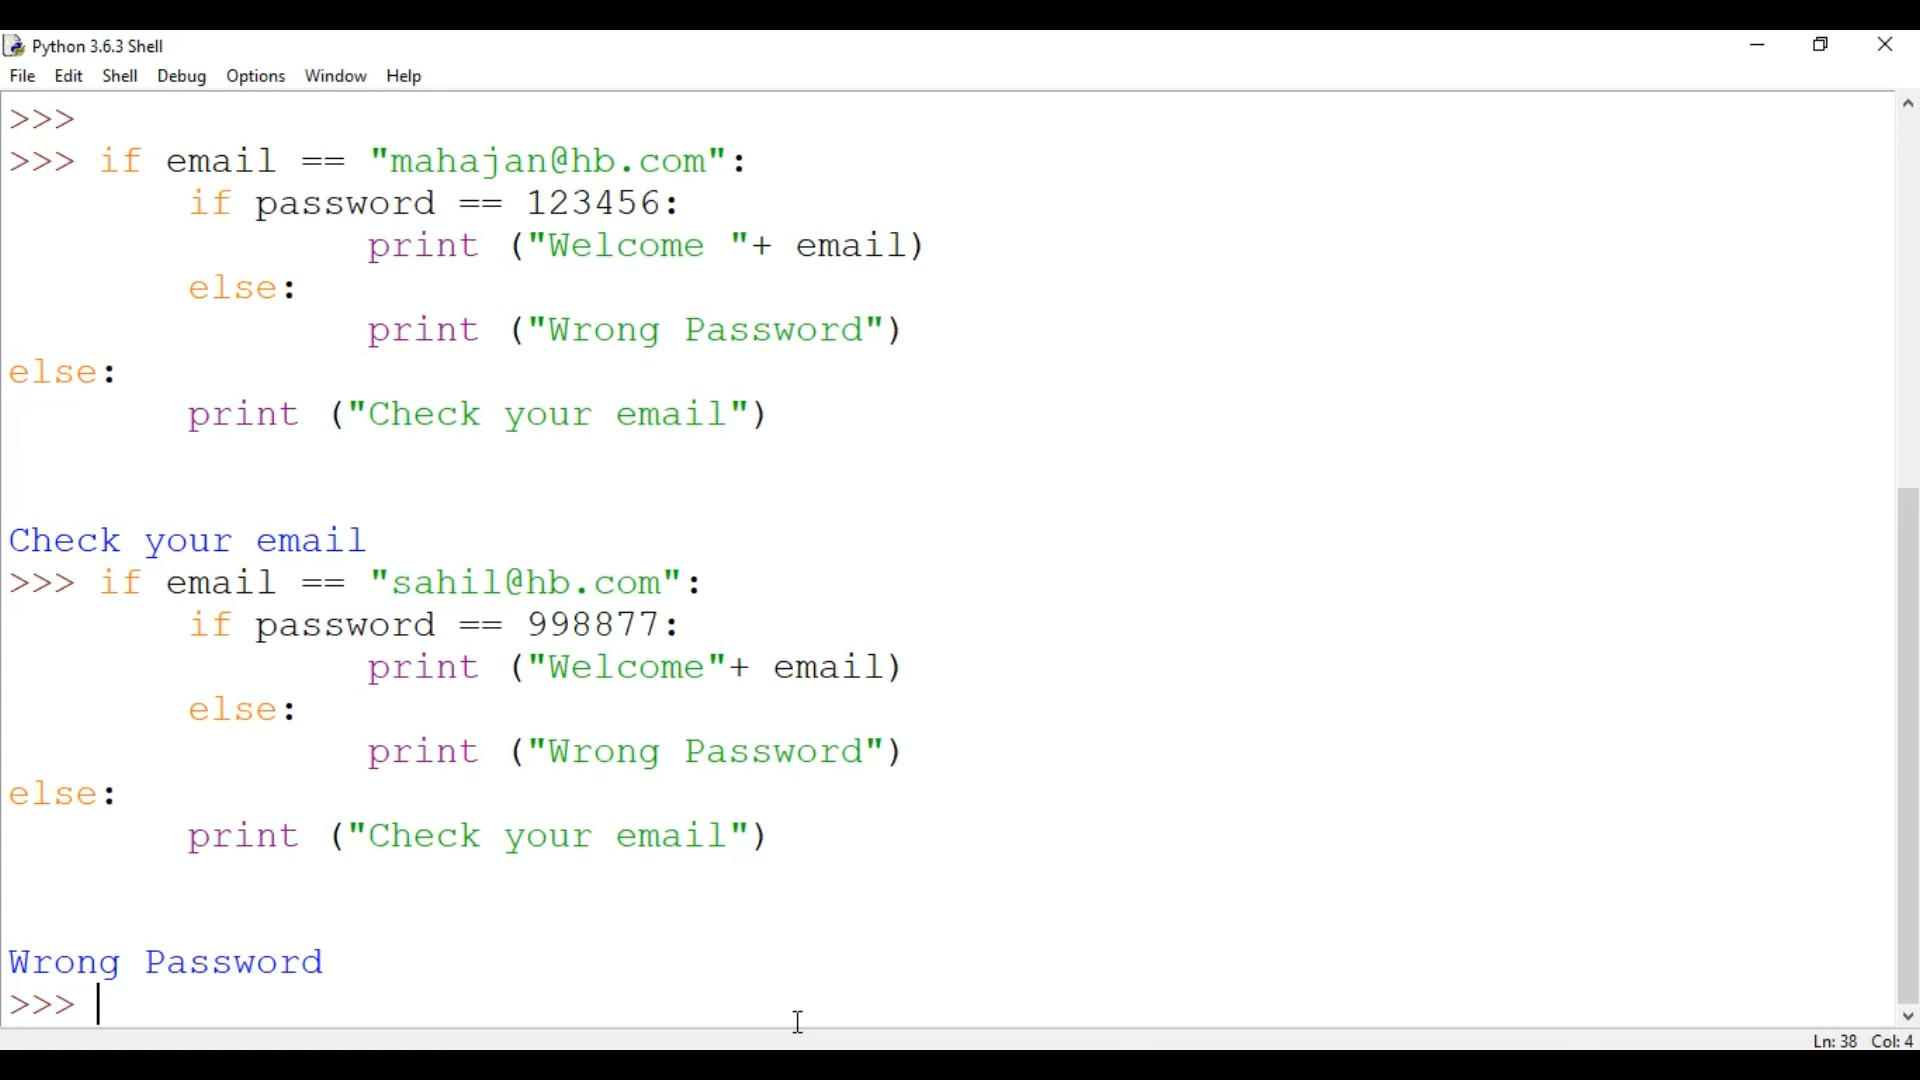 Python 3.6.3 Shell
File Edit Shell Debug Options Window Help
>>>
>>> if email == "mahajan@hb.com":
        if password == 123456:
                print ("Welcome "+ email)
        else:
                print ("Wrong Password")
else:
        print ("Check your email")
Check your email
>>> if email == "sahil@hb.com":
        if password == 998877:
                print ("Welcome"+ email)
        else:
                print ("Wrong Password")
else:
        print ("Check your email")
Wrong Password
>>>
Ln: 38 Col: 4